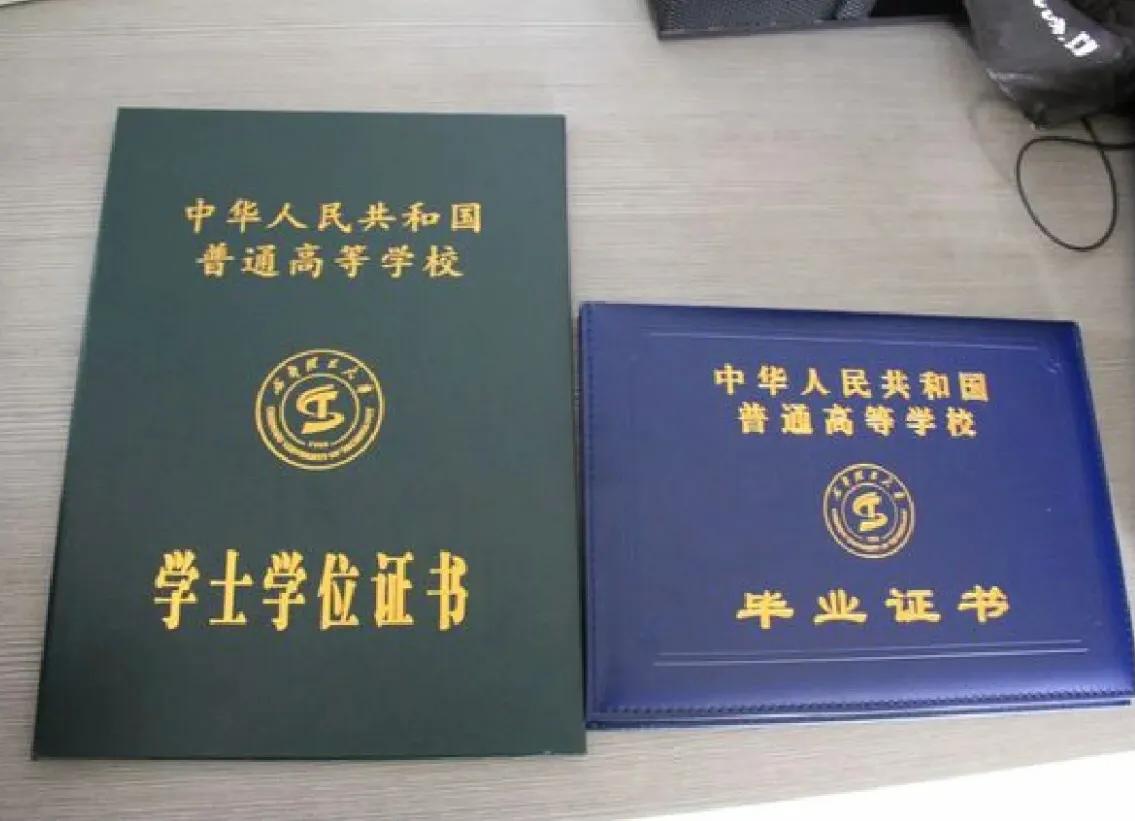 中华人民共和国
普通高等学校
学士学位证书
中华人民共和国
普通高等学校
毕业证书